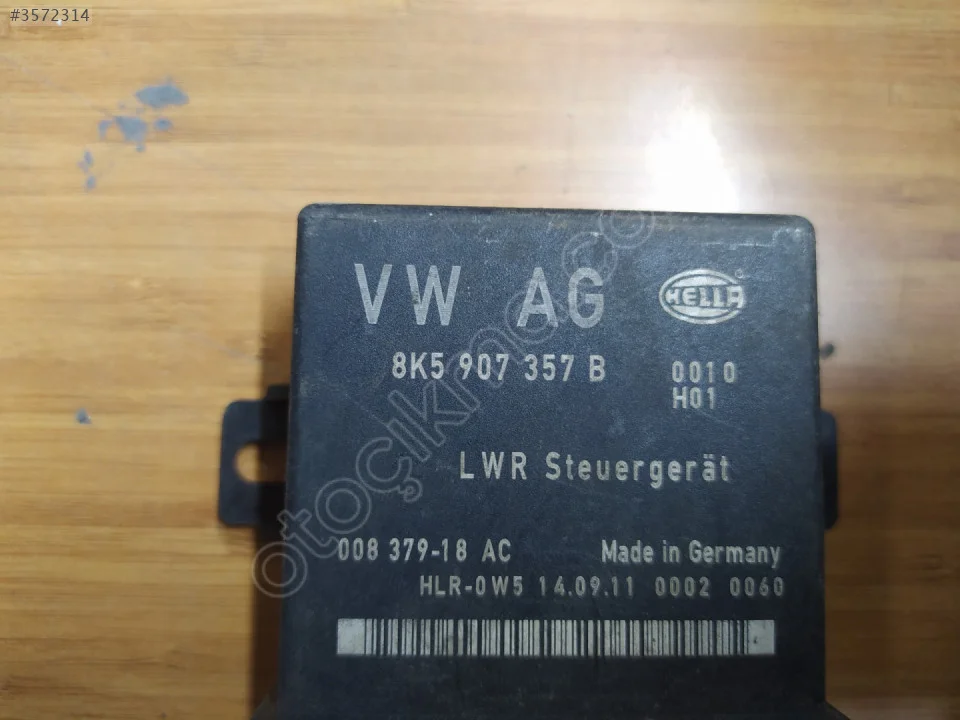 #3572314
VW AG HELLA
8K5 907 357 B 0010
H01
LWR Steuergerät
008 379-18 AC Made in Germany
HLR-0W5 14.09.11 0002 0060
otoçıkma.co